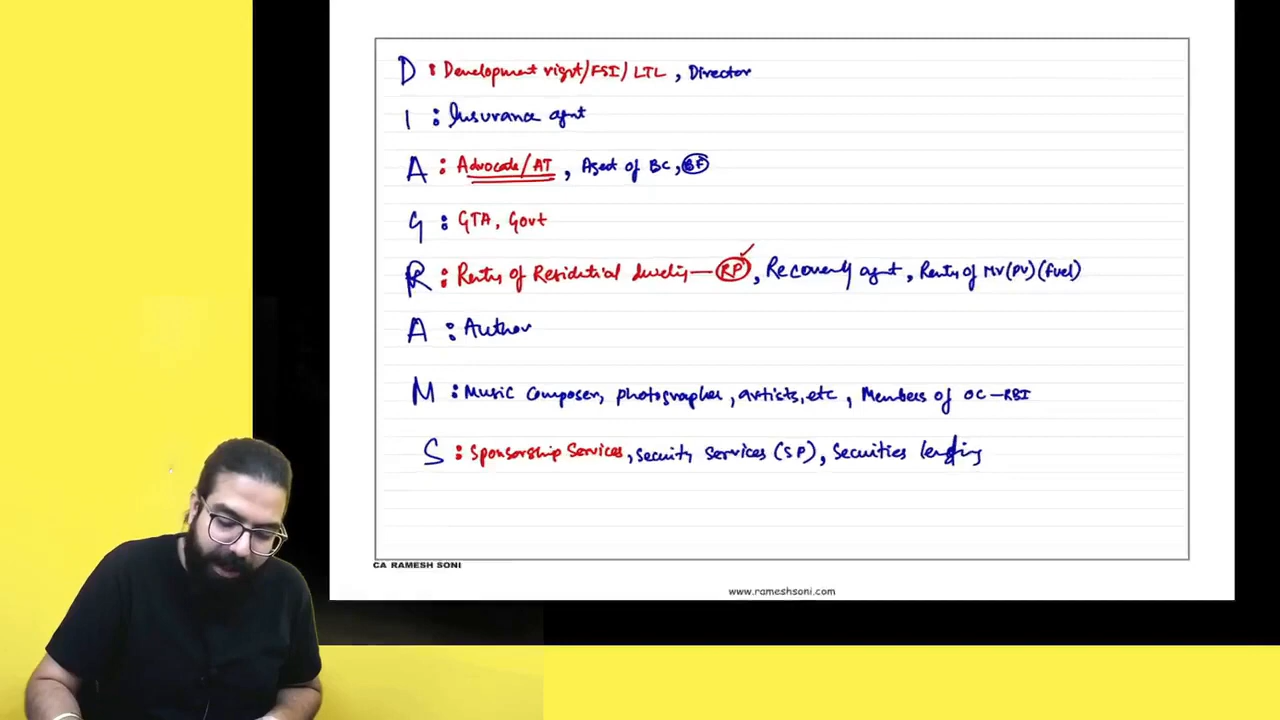 D : Development right/FSI/LTL, Director
I : Insurance agent
A : Advocate/AT, Agent of BC, BF
G : GTA, Govt
R : Renting of Residential dwelling — RP ✓, Recovery agent, Renting of MV(PV)(fuel)
A : Author
M : Music composer, photographer, artists, etc, Members of OC – RBI
S : Sponsorship Services, Security Services (SP), Securities lending
CA RAMESH SONI
www.rameshsoni.com